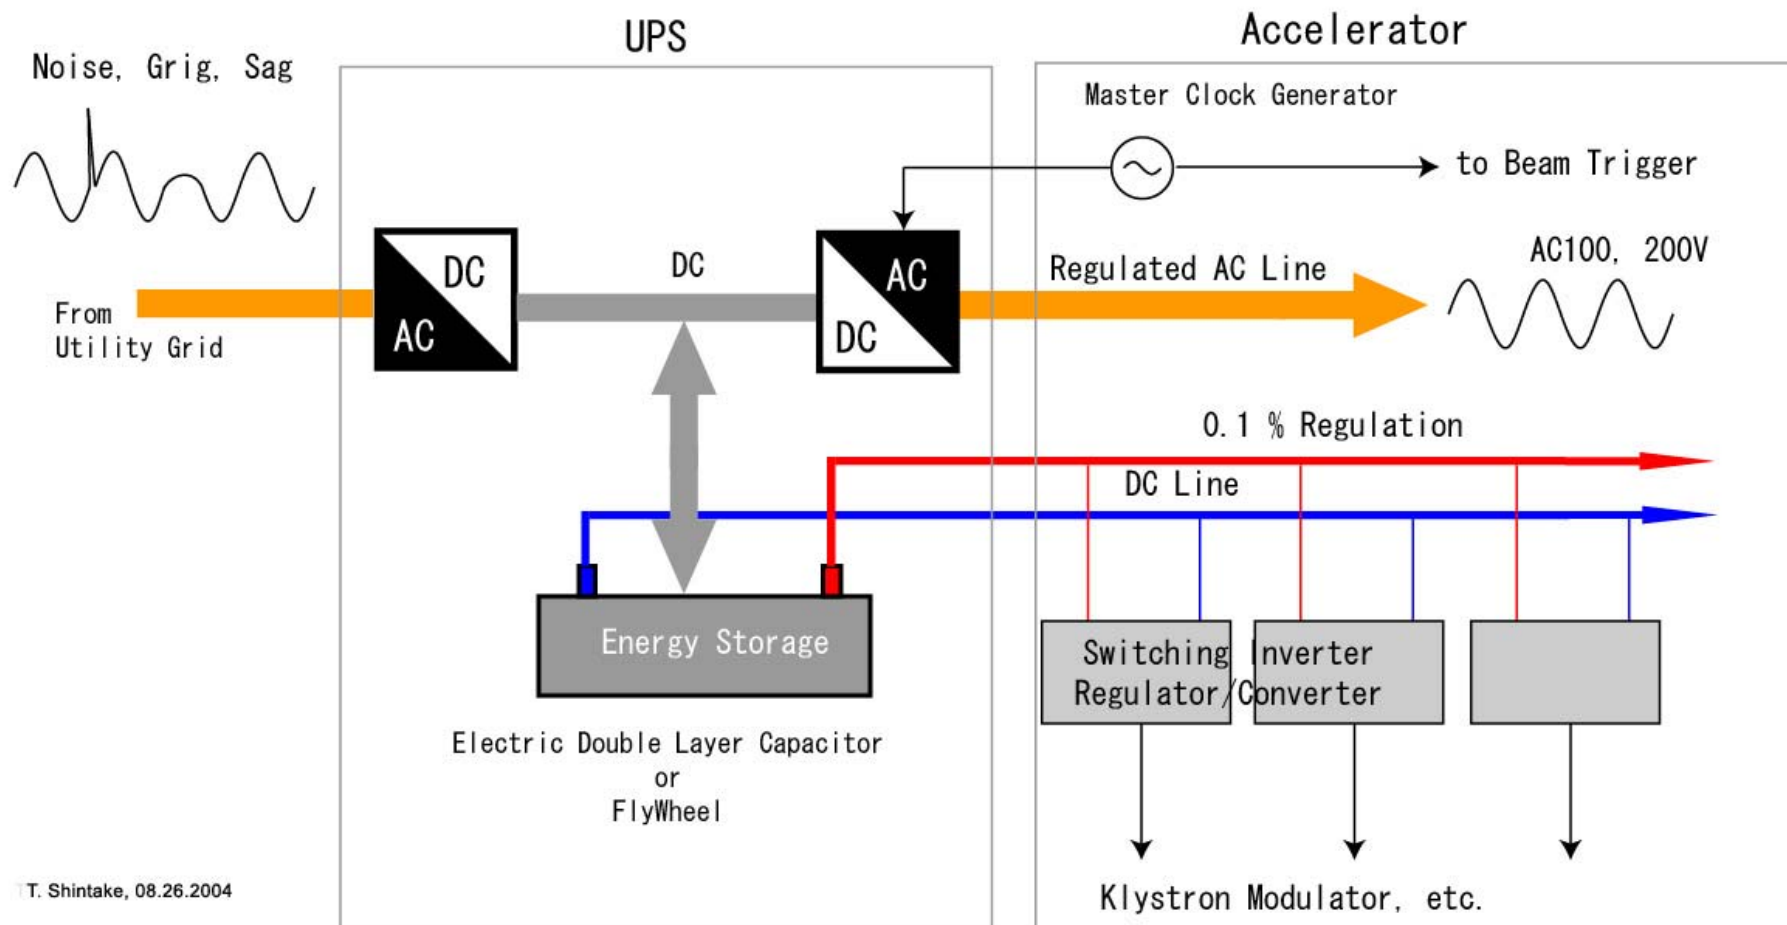 UPS
Accelerator
Noise, Grig, Sag
Master Clock Generator
to Beam Trigger
AC100, 200V
DC
AC
DC
AC
DC
Regulated AC Line
From
Utility Grid
0.1 % Regulation
DC Line
Energy Storage
Switching Inverter
Regulator/Converter
Electric Double Layer Capacitor
or
FlyWheel
T. Shintake, 08.26.2004
Klystron Modulator, etc.